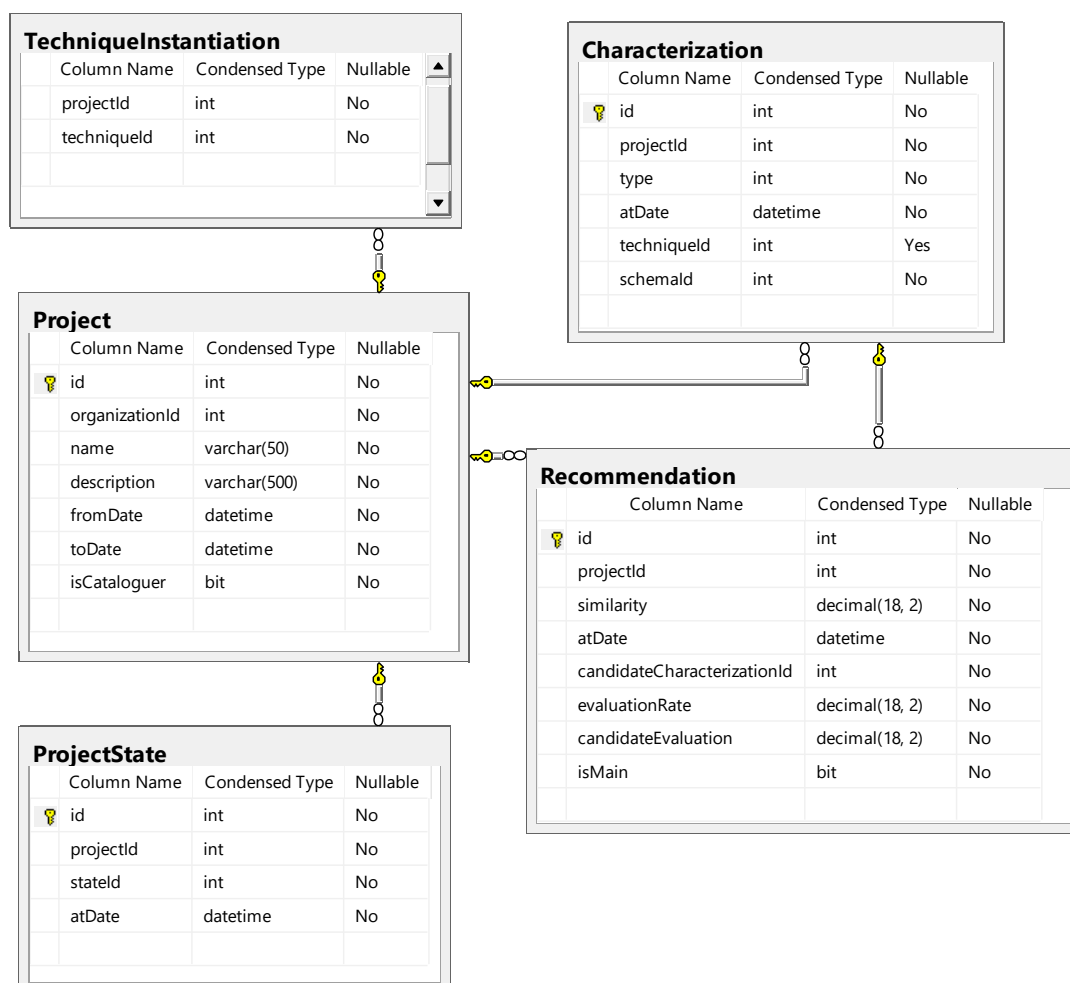 TechniqueInstantiation
Column Name Condensed Type Nullable
projectId int No
techniqueId int No
Characterization
Column Name Condensed Type Nullable
id int No
projectId int No
type int No
atDate datetime No
techniqueId int Yes
schemaId int No
Project
Column Name Condensed Type Nullable
id int No
organizationId int No
name varchar(50) No
description varchar(500) No
fromDate datetime No
toDate datetime No
isCataloguer bit No
Recommendation
Column Name Condensed Type Nullable
id int No
projectId int No
similarity decimal(18, 2) No
atDate datetime No
candidateCharacterizationId int No
evaluationRate decimal(18, 2) No
candidateEvaluation decimal(18, 2) No
isMain bit No
ProjectState
Column Name Condensed Type Nullable
id int No
projectId int No
stateId int No
atDate datetime No